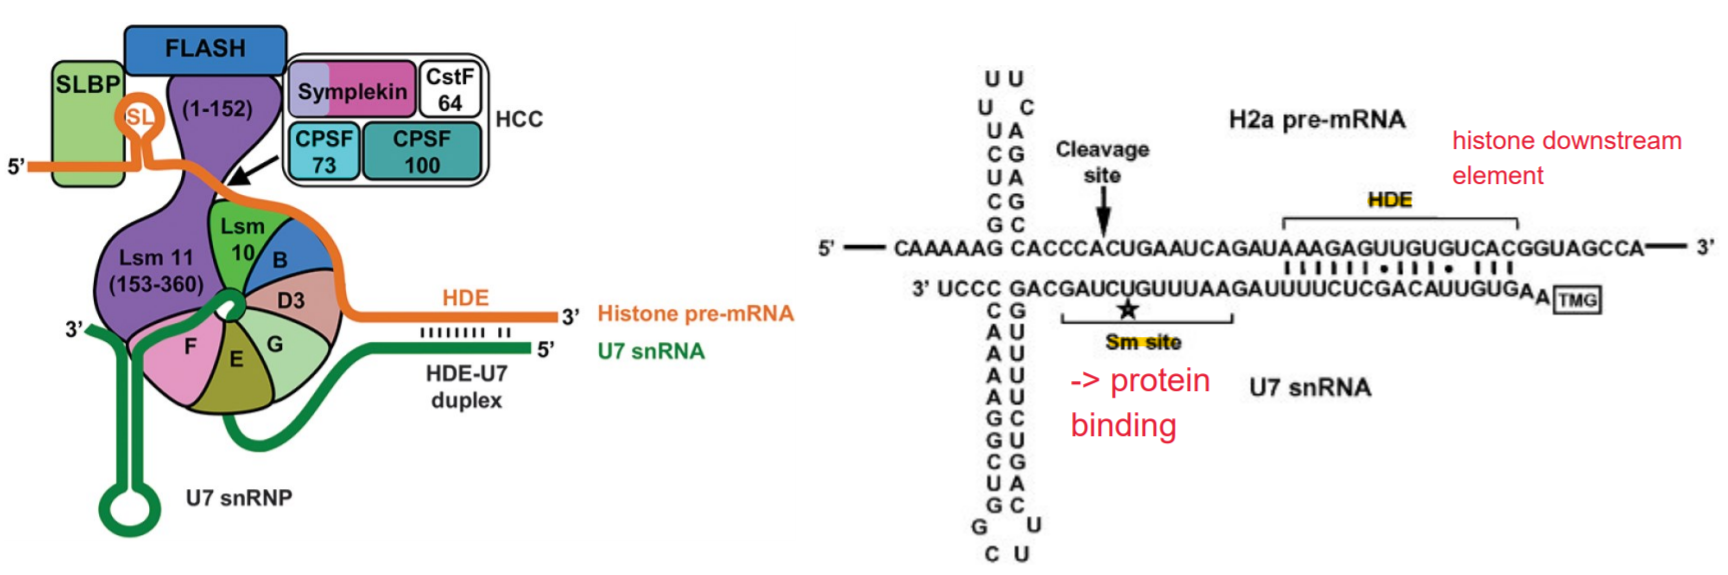 FLASH
SLBP
SL
(1-152)
Symplekin
CstF
64
CPSF
73
CPSF
100
HCC
5’
Lsm
10
B
Lsm 11
(153-360)
D3
F
E
G
3’
HDE
3’
Histone pre-mRNA
5’
U7 snRNA
HDE-U7
duplex
U7 snRNP
H2a pre-mRNA
histone downstream
element
Cleavage
site
HDE
U U
U C
U A
C G
U A
C G
G C
5’ CAAAAAG CACCCACUGAAUCAGAUAAAGAGUUGUGUCACGGUAGCCA 3’
3’ UCCC GACGAUCUGUUUAAGAUUUUCUCGACAUUGUGAA TMG
Sm site
-> protein
binding
U7 snRNA
C G
A U
A U
A U
A C
G U
G U
C G
U A
G C
G U
C U